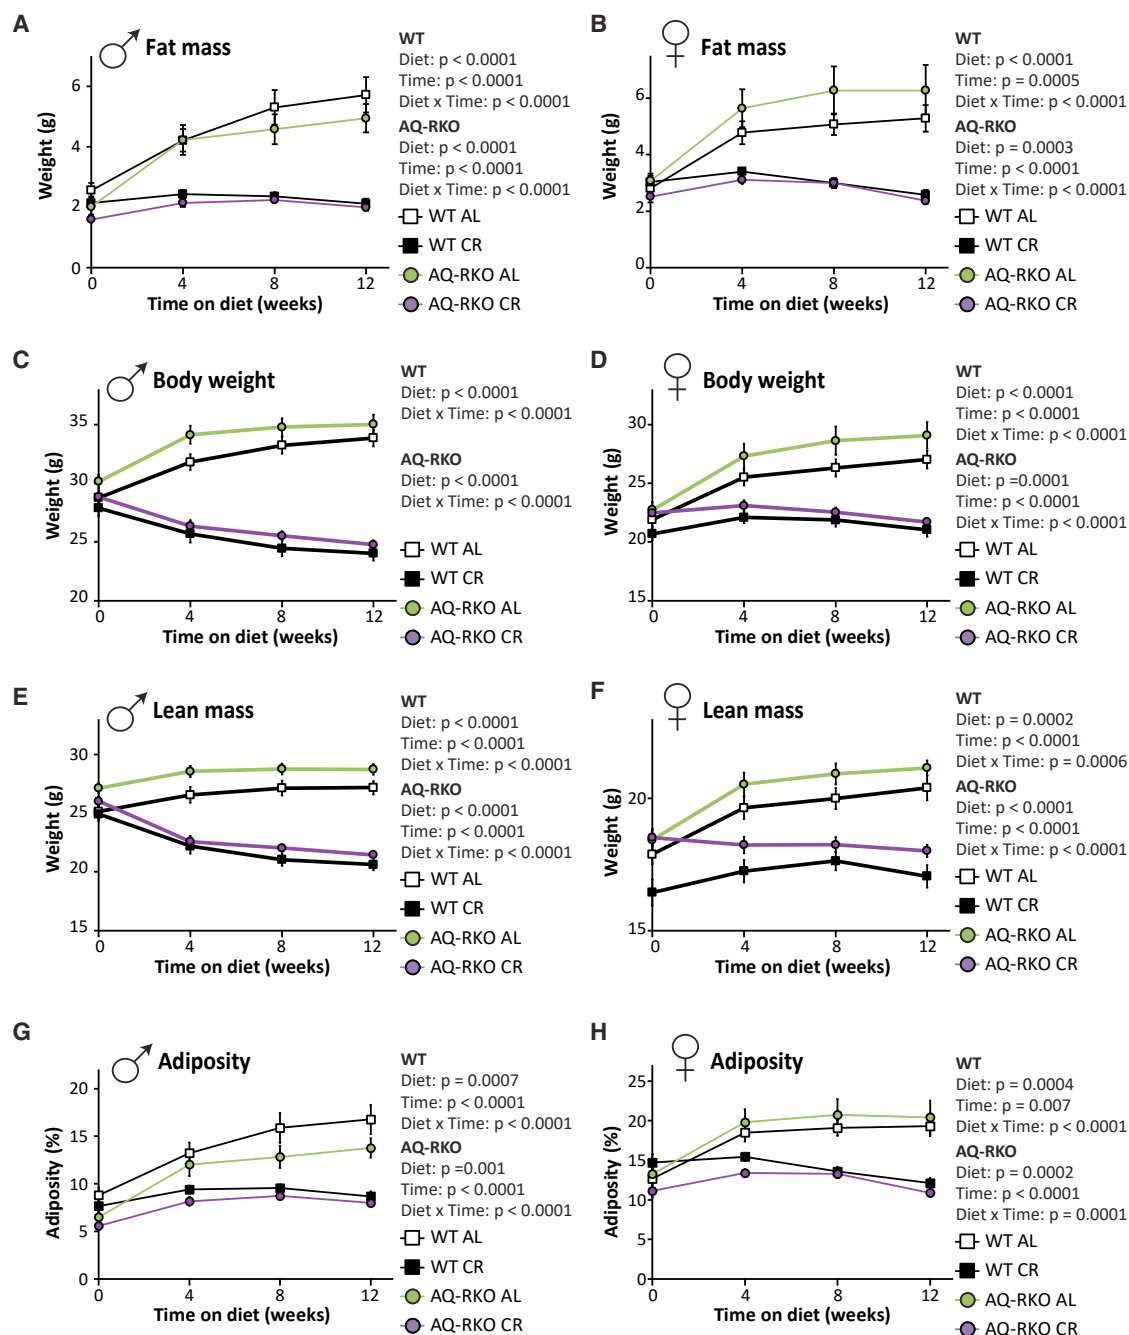 A
Fat mass
Weight (g)
6
4
2
0
0 4 8 12
Time on diet (weeks)
WT
Diet: p < 0.0001
Time: p < 0.0001
Diet x Time: p < 0.0001
AQ-RKO
Diet: p < 0.0001
Time: p < 0.0001
Diet x Time: p < 0.0001
WT AL
WT CR
AQ-RKO AL
AQ-RKO CR
B
Fat mass
Weight (g)
6
4
2
0
0 4 8 12
Time on diet (weeks)
WT
Diet: p < 0.0001
Time: p = 0.0005
Diet x Time: p < 0.0001
AQ-RKO
Diet: p = 0.0003
Time: p < 0.0001
Diet x Time: p < 0.0001
WT AL
WT CR
AQ-RKO AL
AQ-RKO CR
C
Body weight
Weight (g)
35
30
25
20
0 4 8 12
Time on diet (weeks)
WT
Diet: p < 0.0001
Diet x Time: p < 0.0001
AQ-RKO
Diet: p < 0.0001
Diet x Time: p < 0.0001
WT AL
WT CR
AQ-RKO AL
AQ-RKO CR
D
Body weight
Weight (g)
30
25
20
15
0 4 8 12
Time on diet (weeks)
WT
Diet: p < 0.0001
Time: p < 0.0001
Diet x Time: p < 0.0001
AQ-RKO
Diet: p =0.0001
Time: p < 0.0001
Diet x Time: p < 0.0001
WT AL
WT CR
AQ-RKO AL
AQ-RKO CR
E
Lean mass
Weight (g)
30
25
20
15
0 4 8 12
Time on diet (weeks)
WT
Diet: p < 0.0001
Time: p < 0.0001
Diet x Time: p < 0.0001
AQ-RKO
Diet: p < 0.0001
Time: p < 0.0001
Diet x Time: p < 0.0001
WT AL
WT CR
AQ-RKO AL
AQ-RKO CR
F
Lean mass
Weight (g)
20
15
0 4 8 12
Time on diet (weeks)
WT
Diet: p = 0.0002
Time: p < 0.0001
Diet x Time: p = 0.0006
AQ-RKO
Diet: p < 0.0001
Time: p < 0.0001
Diet x Time: p < 0.0001
WT AL
WT CR
AQ-RKO AL
AQ-RKO CR
G
Adiposity
Adiposity (%)
20
15
10
5
0
0 4 8 12
Time on diet (weeks)
WT
Diet: p = 0.0007
Time: p < 0.0001
Diet x Time: p < 0.0001
AQ-RKO
Diet: p =0.001
Time: p < 0.0001
Diet x Time: p < 0.0001
WT AL
WT CR
AQ-RKO AL
AQ-RKO CR
H
Adiposity
Adiposity (%)
25
20
15
10
5
0
0 4 8 12
Time on diet (weeks)
WT
Diet: p = 0.0004
Time: p = 0.007
Diet x Time: p < 0.0001
AQ-RKO
Diet: p = 0.0002
Time: p < 0.0001
Diet x Time: p = 0.0001
WT AL
WT CR
AQ-RKO AL
AQ-RKO CR